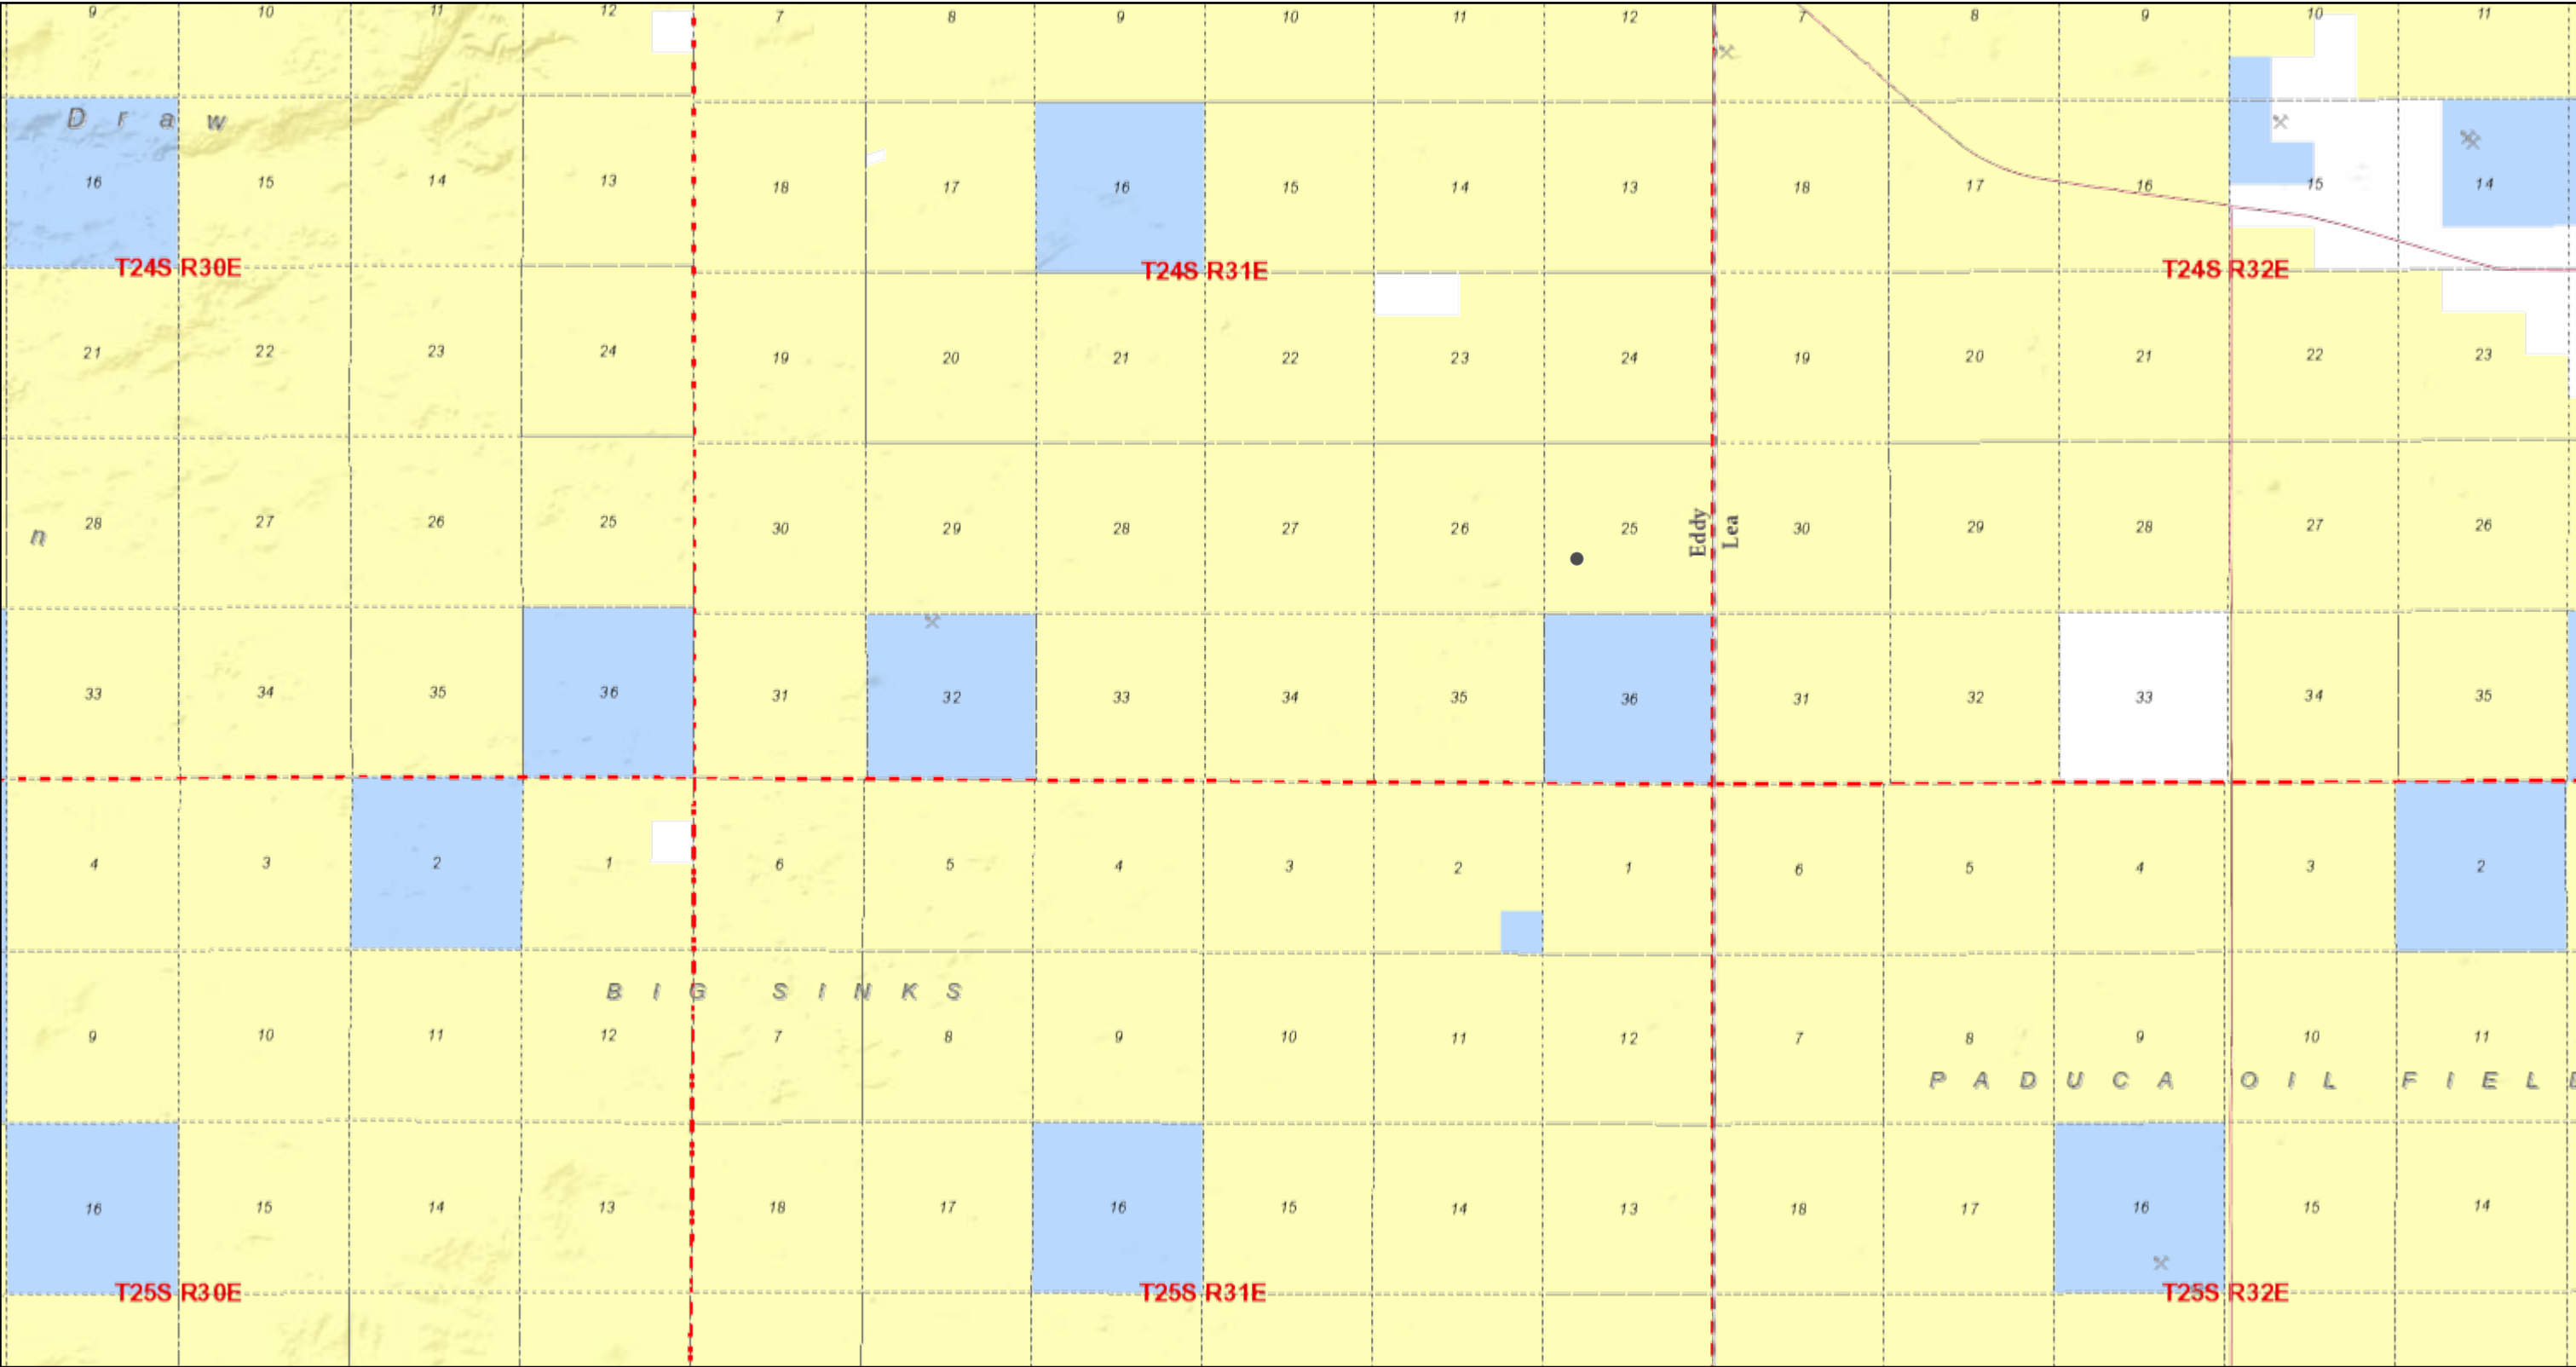 9 10 11 12 7 8 9 10 11 12 7 8 9 10 11
D r a w
16 15 14 13 18 17 16 15 14 13 18 17 16 15 14
T24S R30E T24S R31E T24S R32E
21 22 23 24 19 20 21 22 23 24 19 20 21 22 23
28 27 26 25 30 29 28 27 26 25 30 29 28 27 26
n
Eddy
Lea
33 34 35 36 31 32 33 34 35 36 31 32 33 34 35
4 3 2 1 6 5 4 3 2 1 6 5 4 3 2
B I G S I N K S
9 10 11 12 7 8 9 10 11 12 7 8 9 10 11
P A D U C A O I L F I E L
16 15 14 13 18 17 16 15 14 13 18 17 16 15 14
T25S R30E T25S R31E T25S R32E